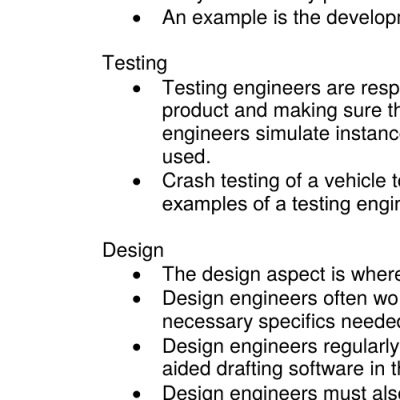 • An example is the develop
Testing
• Testing engineers are resp
product and making sure th
engineers simulate instanc
used.
• Crash testing of a vehicle t
examples of a testing engi
Design
• The design aspect is where
• Design engineers often wo
necessary specifics needed
• Design engineers regularly
aided drafting software in t
• Design engineers must als